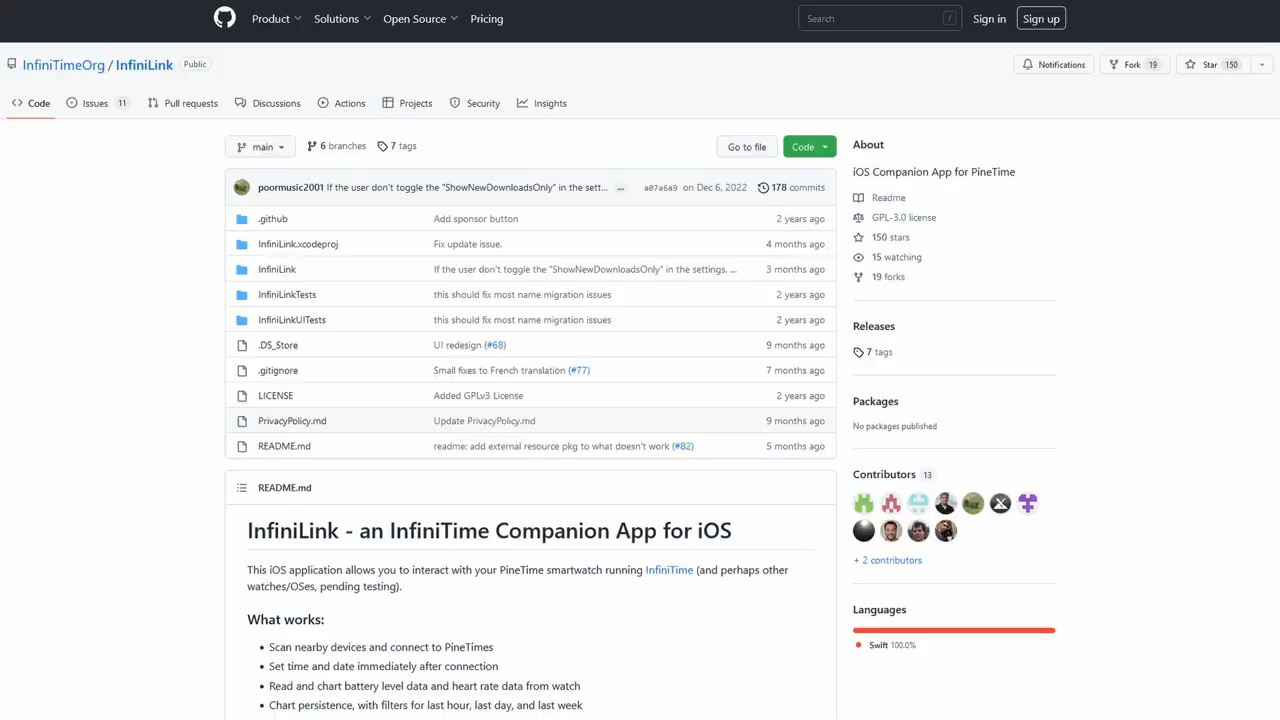 Product Solutions Open Source Pricing Search / Sign in Sign up
InfiniTimeOrg / InfiniLink Public Notifications Fork 19 Star 150
Code Issues 11 Pull requests Discussions Actions Projects Security Insights
main 6 branches 7 tags Go to file Code
poormusic2001 If the user don't toggle the "ShowNewDownloadsOnly" in the sett... ... a07a6a9 on Dec 6, 2022 178 commits
.github Add sponsor button 2 years ago
InfiniLink.xcodeproj Fix update issue. 4 months ago
InfiniLink If the user don't toggle the "ShowNewDownloadsOnly" in the settings, ... 3 months ago
InfiniLinkTests this should fix most name migration issues 2 years ago
InfiniLinkUITests this should fix most name migration issues 2 years ago
.DS_Store UI redesign (#68) 9 months ago
.gitignore Small fixes to French translation (#77) 7 months ago
LICENSE Added GPLv3 License 2 years ago
PrivacyPolicy.md Update PrivacyPolicy.md 9 months ago
README.md readme: add external resource pkg to what doesn't work (#82) 5 months ago
README.md
InfiniLink - an InfiniTime Companion App for iOS
This iOS application allows you to interact with your PineTime smartwatch running InfiniTime (and perhaps other
watches/OSes, pending testing).
What works:
• Scan nearby devices and connect to PineTimes
• Set time and date immediately after connection
• Read and chart battery level data and heart rate data from watch
• Chart persistence, with filters for last hour, last day, and last week
About
iOS Companion App for PineTime
Readme
GPL-3.0 license
150 stars
15 watching
19 forks
Releases
7 tags
Packages
No packages published
Contributors 13
+ 2 contributors
Languages
Swift 100.0%